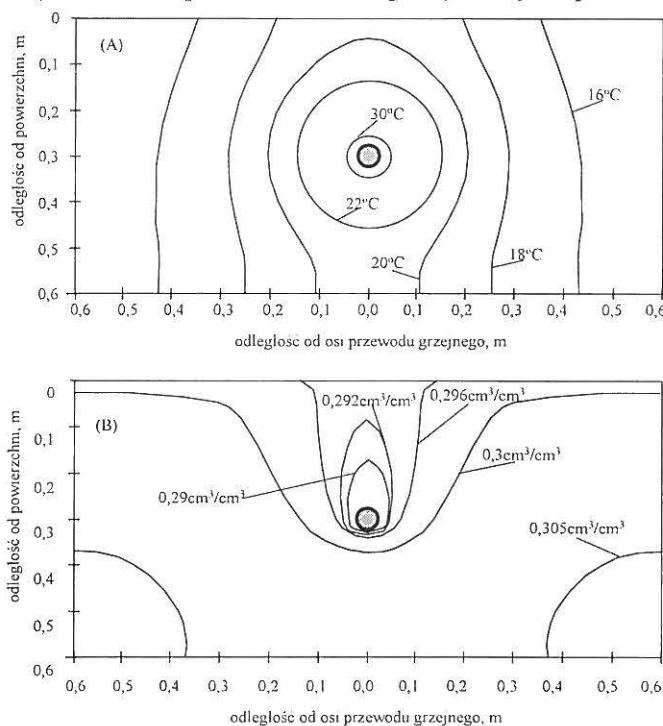 (A)
odległość od powierzchni, m
0
0,1
0,2
0,3
0,4
0,5
0,6
30°C
22°C
20°C
18°C
16°C
0,6 0,5 0,4 0,3 0,2 0,1 0,0 0,1 0,2 0,3 0,4 0,5 0,6
odległość od osi przewodu grzejnego, m
(B)
odległość od powierzchni, m
0
0,1
0,2
0,3
0,4
0,5
0,6
0,292cm³/cm³
0,296cm³/cm³
0,3cm³/cm³
0,29cm³/cm³
0,305cm³/cm³
0,6 0,5 0,4 0,3 0,2 0,1 0,0 0,1 0,2 0,3 0,4 0,5 0,6
odległość od osi przewodu grzejnego, m